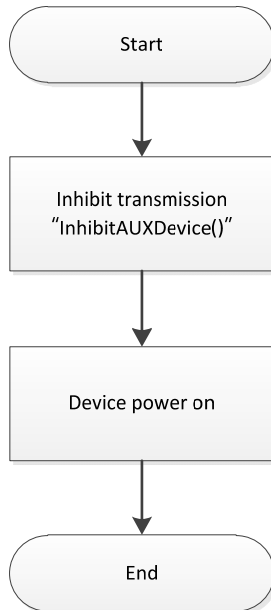 Start
Inhibit transmission
“InhibitAUXDevice()”
Device power on
End